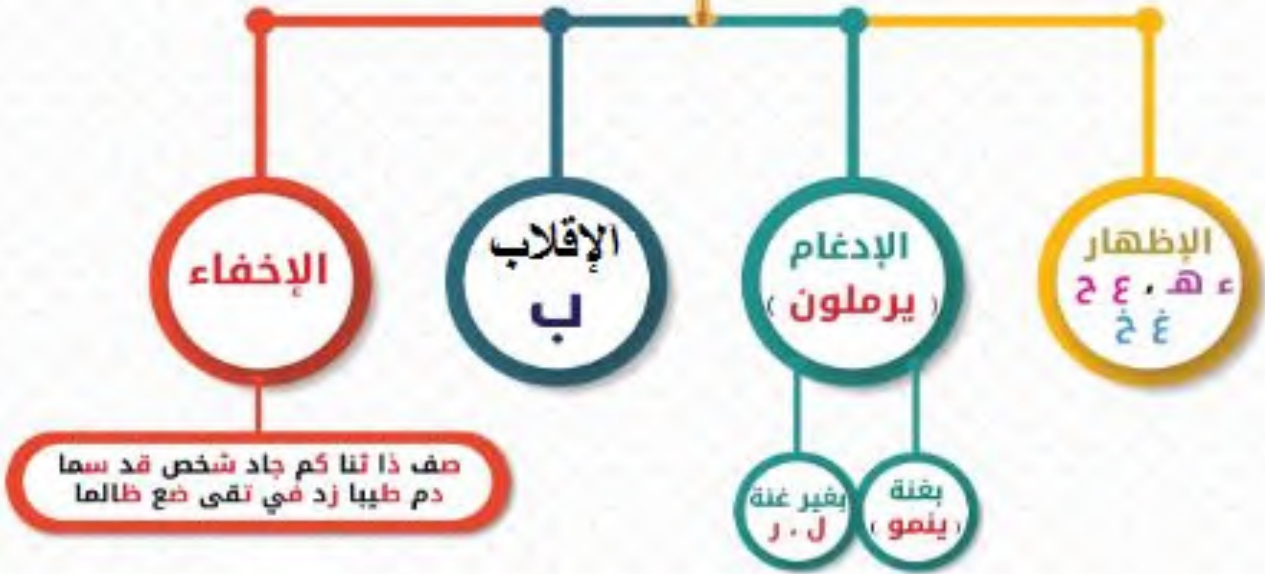 الإظهار
ء هـ ، ع ح
غ خ
الإدغام
( يرملون )
بغنة
( ينمو )
بغير غنة
ل ، ر
الإقلاب
ب
الإخفاء
صف ذا ثنا كم جاد شخص قد سما
دم طيبا زد في تقى ضع ظالما